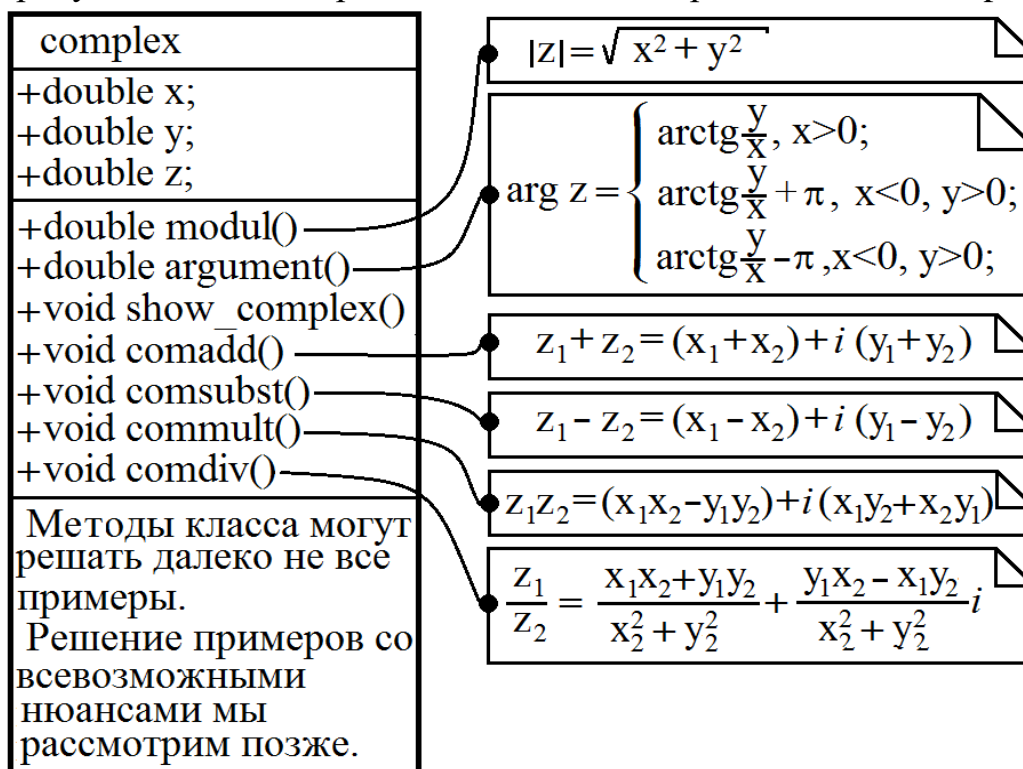 complex
+double x;
+double y;
+double z;
+double modul()
+double argument()
+void show_complex()
+void comadd()
+void comsubst()
+void commult()
+void comdiv()
Методы класса могут
решать далеко не все
примеры.
Решение примеров со
всевозможными
нюансами мы
рассмотрим позже.
|z|=√x²+y²
arg z = { arctg y/x, x>0;
arctg y/x + π, x<0, y>0;
arctg y/x - π ,x<0, y>0;
z₁+z₂=(x₁+x₂)+i (y₁+y₂)
z₁-z₂=(x₁-x₂)+i (y₁-y₂)
z₁z₂=(x₁x₂-y₁y₂)+i(x₁y₂+x₂y₁)
z₁/z₂ = (x₁x₂+y₁y₂)/(x₂²+y₂²) + (y₁x₂-x₁y₂)/(x₂²+y₂²) i